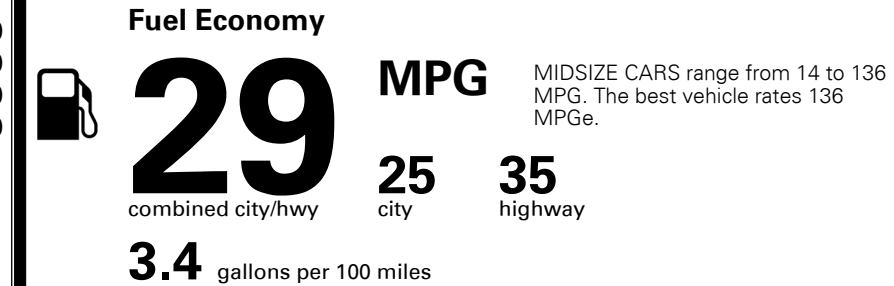 Fuel Economy
29
MPG
MIDSIZE CARS range from 14 to 136
MPG. The best vehicle rates 136
MPGe.
combined city/hwy
25
city
35
highway
3.4 gallons per 100 miles